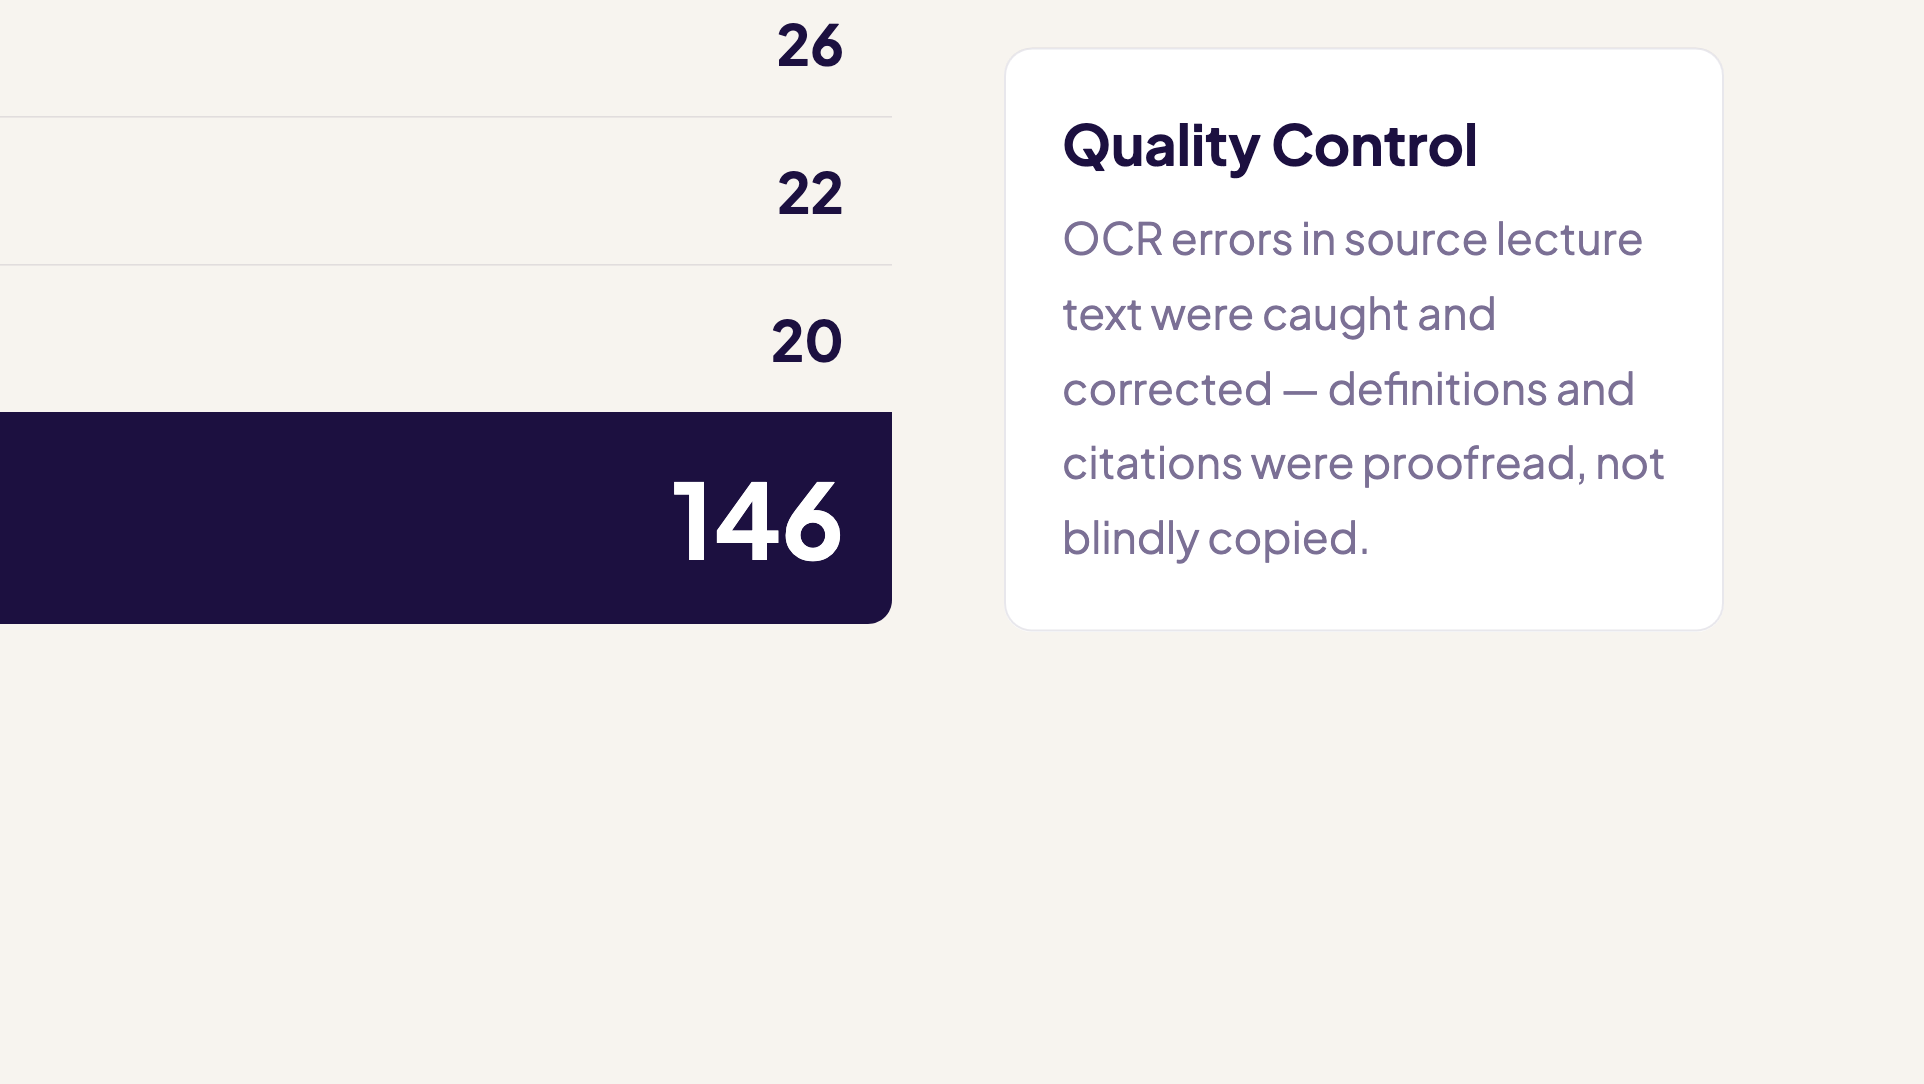 26
22
20
146
Quality Control
OCR errors in source lecture
text were caught and
corrected — definitions and
citations were proofread, not
blindly copied.